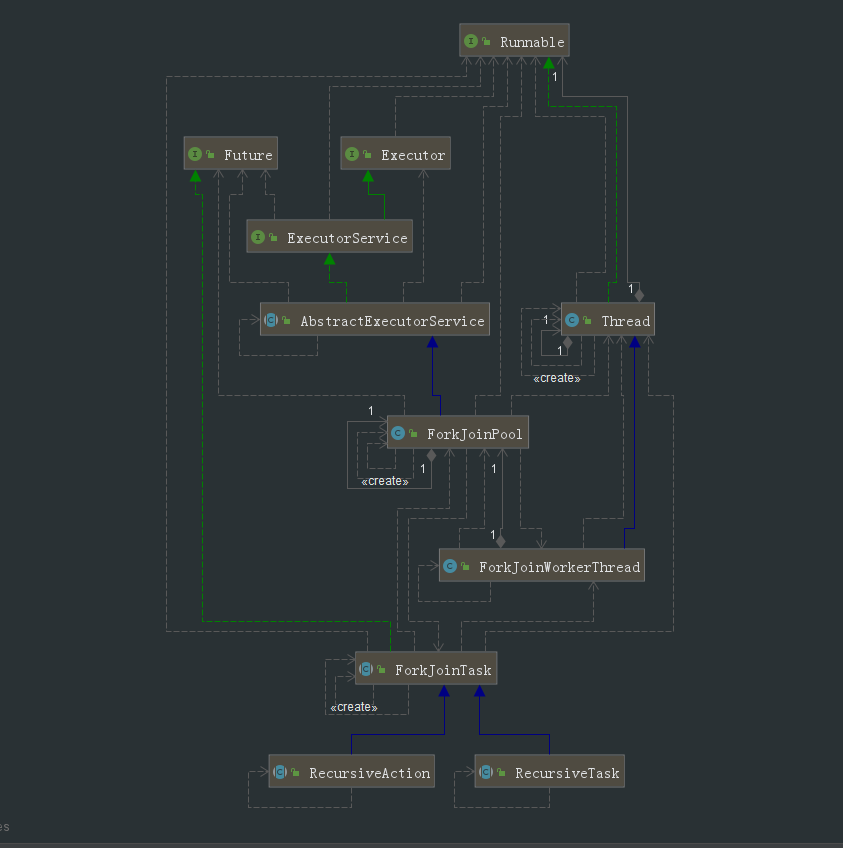 Runnable
1
Future
Executor
ExecutorService
1
AbstractExecutorService
1
Thread
1
«create»
1
ForkJoinPool
1
1
«create»
1
ForkJoinWorkerThread
ForkJoinTask
«create»
RecursiveAction
RecursiveTask
es